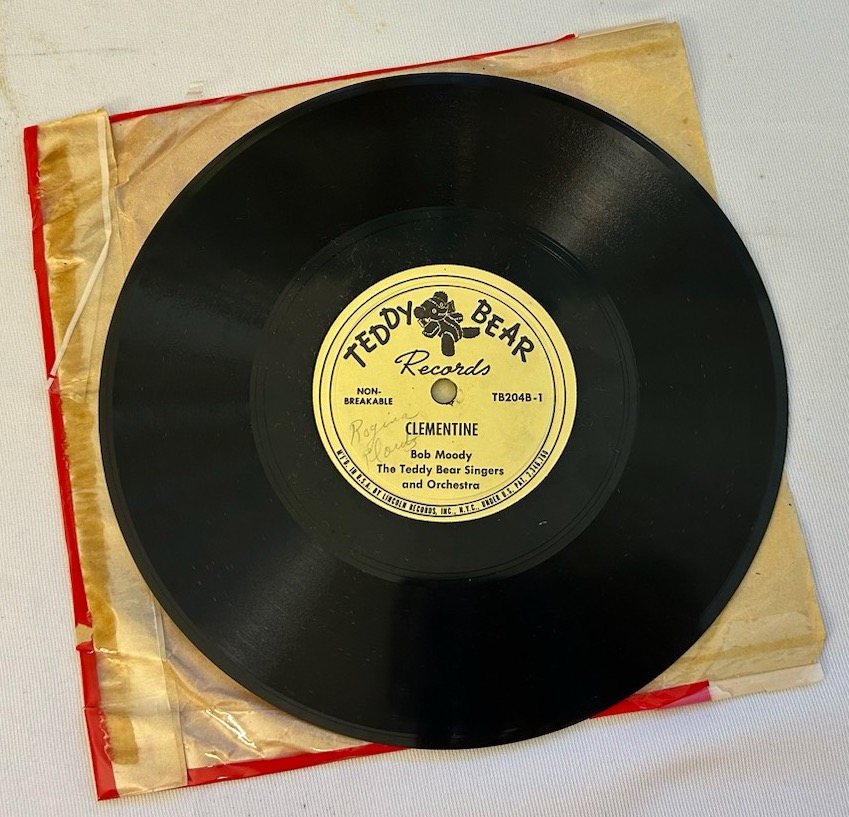 TEDDY BEAR
Records
NON-
BREAKABLE
TB204B-1
CLEMENTINE
Bob Moody
The Teddy Bear Singers
and Orchestra
M'F'D. IN U.S.A. BY LINCOLN RECORDS, INC., N.Y.C., UNDER U.S. PAT.